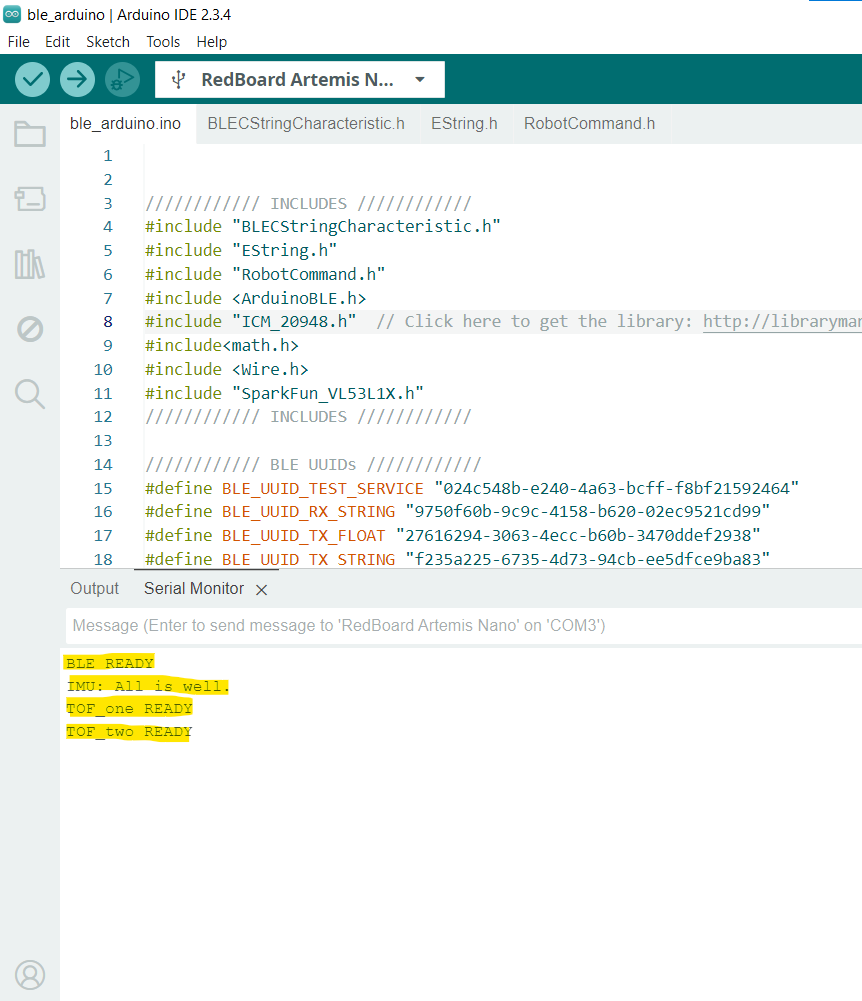 ble_arduino | Arduino IDE 2.3.4
File Edit Sketch Tools Help
RedBoard Artemis N...
ble_arduino.ino BLECStringCharacteristic.h EString.h RobotCommand.h
1
2
3 //////////// INCLUDES ////////////
4 #include "BLECStringCharacteristic.h"
5 #include "EString.h"
6 #include "RobotCommand.h"
7 #include <ArduinoBLE.h>
8 #include "ICM_20948.h"  // Click here to get the library: http://librarymar
9 #include<math.h>
10 #include <Wire.h>
11 #include "SparkFun_VL53L1X.h"
12 //////////// INCLUDES ////////////
13
14 //////////// BLE UUIDs ////////////
15 #define BLE_UUID_TEST_SERVICE "024c548b-e240-4a63-bcff-f8bf21592464"
16 #define BLE_UUID_RX_STRING "9750f60b-9c9c-4158-b620-02ec9521cd99"
17 #define BLE_UUID_TX_FLOAT "27616294-3063-4ecc-b60b-3470ddef2938"
18 #define BLE_UUID_TX_STRING "f235a225-6735-4d73-94cb-ee5dfce9ba83"
Output Serial Monitor
Message (Enter to send message to 'RedBoard Artemis Nano' on 'COM3')
BLE READY
IMU: All is well.
TOF_one READY
TOF_two READY